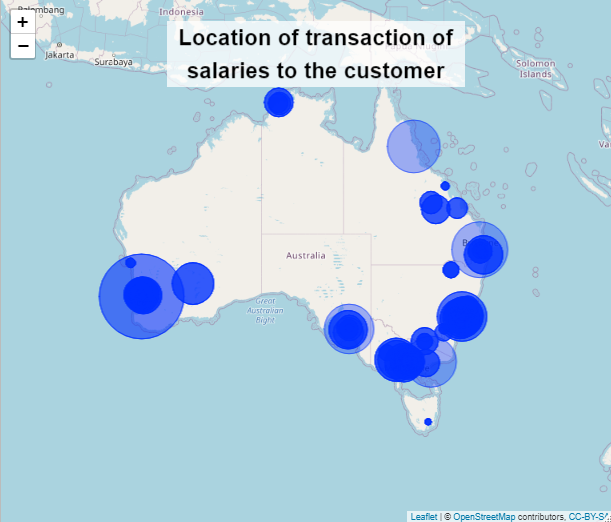 Palembang
Indonesia
+
−
Jakarta
Surabaya
Location of transaction of
salaries to the customer
Solomon
Islands
Australia
Great
Australian
Bight
Leaflet | © OpenStreetMap contributors, CC-BY-SA